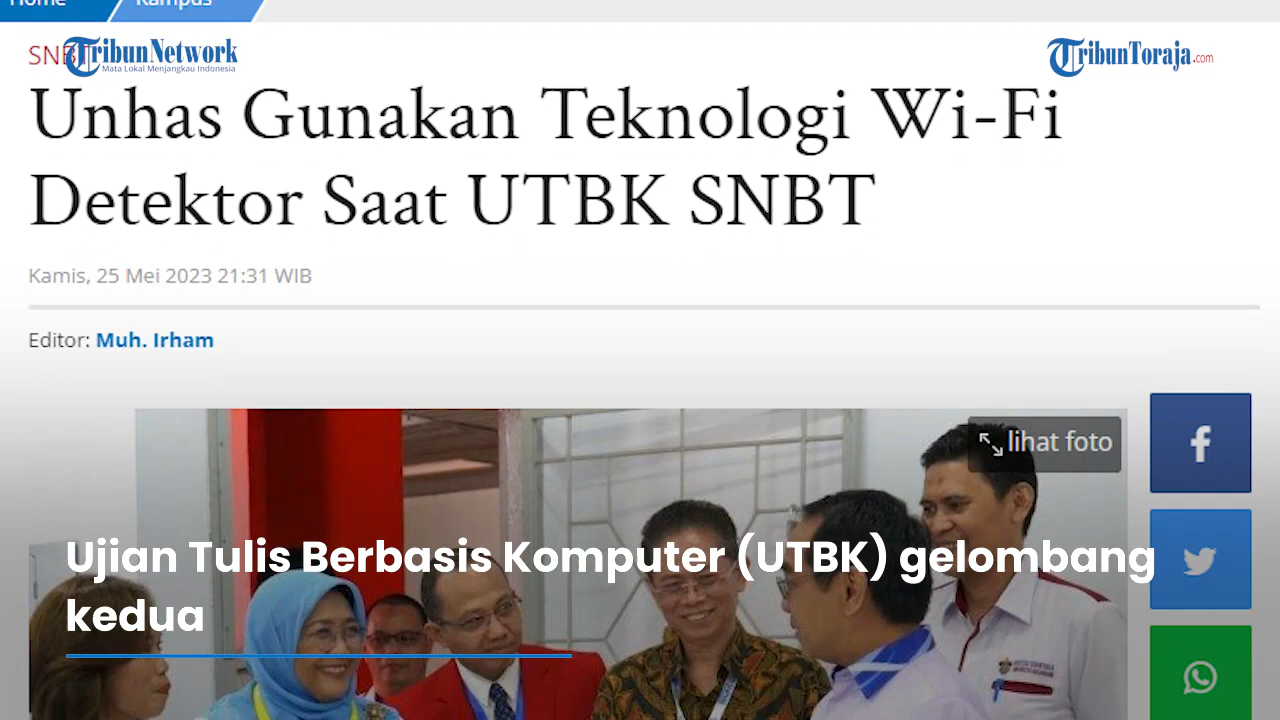 Home
Kampus
SNBT
TribunNetwork
Mata Lokal Menjangkau Indonesia
TribunToraja.com
Unhas Gunakan Teknologi Wi-Fi
Detektor Saat UTBK SNBT
Kamis, 25 Mei 2023 21:31 WIB
Editor: Muh. Irham
lihat foto
Ujian Tulis Berbasis Komputer (UTBK) gelombang
kedua